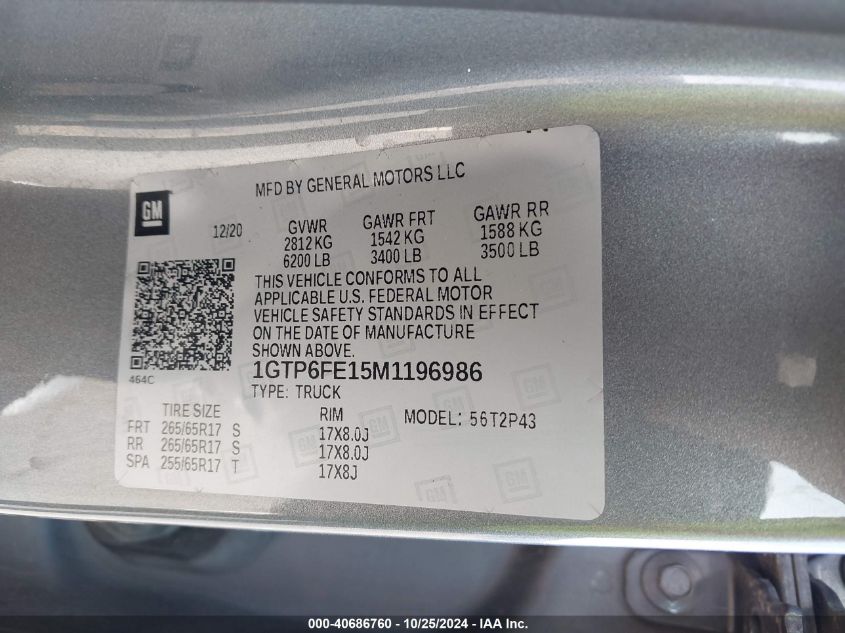 MFD BY GENERAL MOTORS LLC
GM
12/20
GVWR GAWR FRT GAWR RR
2812 KG 1542 KG 1588 KG
6200 LB 3400 LB 3500 LB
THIS VEHICLE CONFORMS TO ALL
APPLICABLE U.S. FEDERAL MOTOR
VEHICLE SAFETY STANDARDS IN EFFECT
ON THE DATE OF MANUFACTURE
SHOWN ABOVE.
464C
1GTP6FE15M1196986
TYPE: TRUCK
TIRE SIZE RIM MODEL: 56T2P43
FRT 265/65R17 S 17X8.0J
RR 265/65R17 S 17X8.0J
SPA 255/65R17 T 17X8J
000-40686760 - 10/25/2024 - IAA Inc.